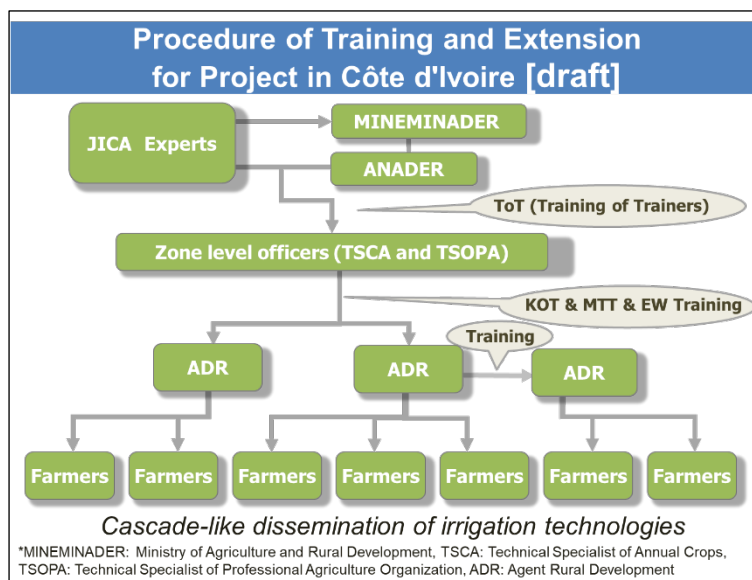 Procedure of Training and Extension
for Project in Côte d'Ivoire [draft]
JICA Experts
MINEMINADER
ANADER
ToT (Training of Trainers)
Zone level officers (TSCA and TSOPA)
KOT & MTT & EW Training
Training
ADR
ADR
ADR
Farmers
Farmers
Farmers
Farmers
Farmers
Farmers
Farmers
Cascade-like dissemination of irrigation technologies
*MINEMINADER: Ministry of Agriculture and Rural Development, TSCA: Technical Specialist of Annual Crops,
TSOPA: Technical Specialist of Professional Agriculture Organization, ADR: Agent Rural Development